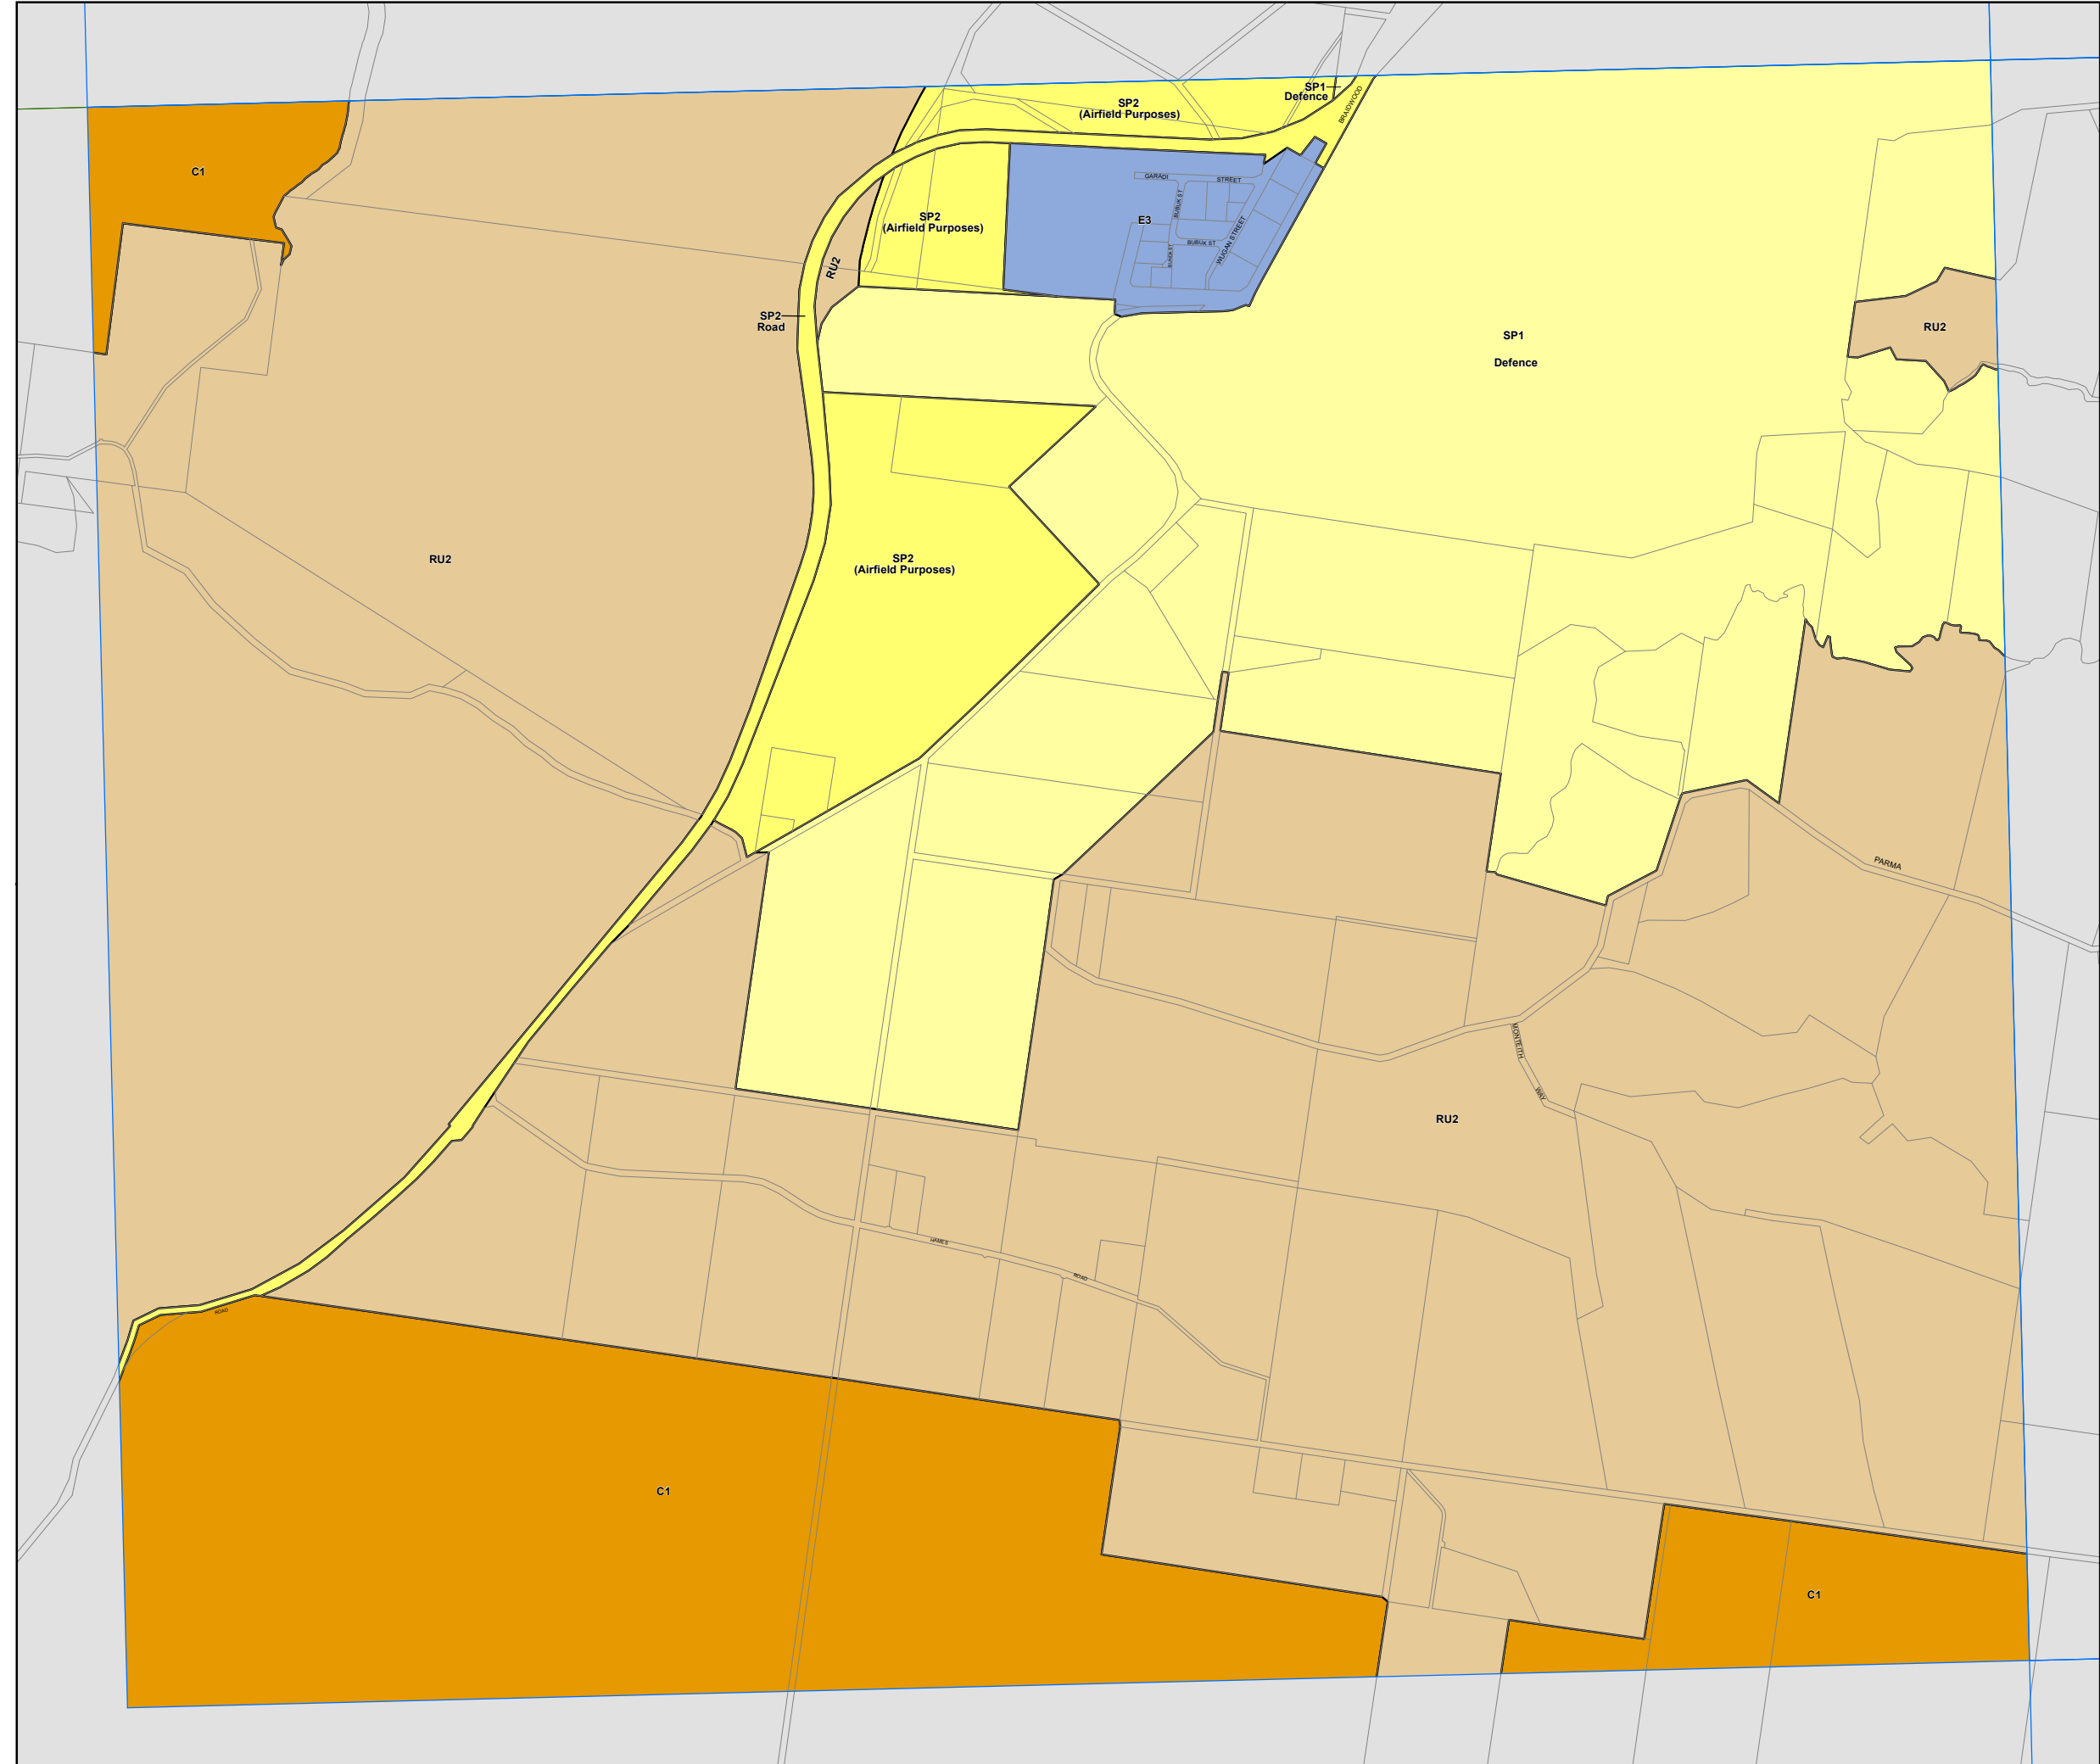 SP1
Defence
SP2
(Airfield Purposes)
BRAIDWOOD
C1
GARADI
STREET
BUBUK ST
SP2
(Airfield Purposes)
E3
WUGAN STREET
BUBUK ST
RU2
SP2
Road
SP1
Defence
RU2
RU2
SP2
(Airfield Purposes)
PARMA
MONTEITH
WAY
RU2
ROAD
ROAD
C1
C1